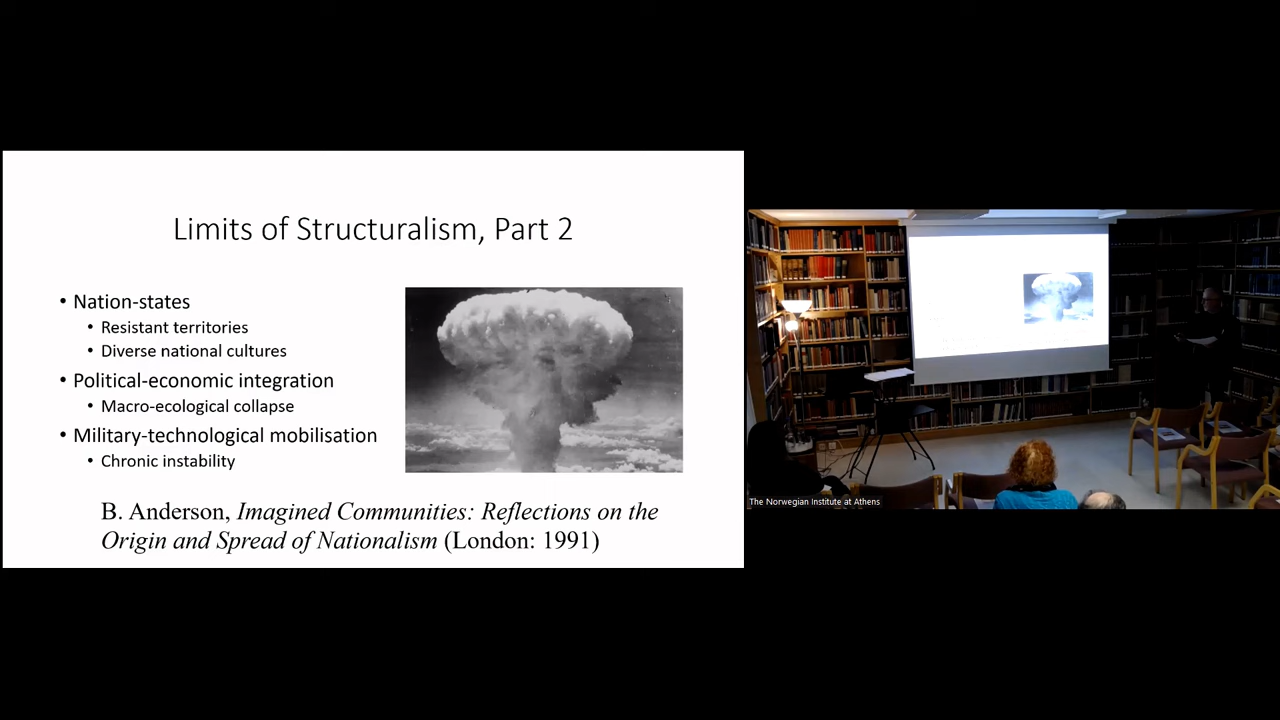 Limits of Structuralism, Part 2
• Nation-states
• Resistant territories
• Diverse national cultures
• Political-economic integration
• Macro-ecological collapse
• Military-technological mobilisation
• Chronic instability
B. Anderson, Imagined Communities: Reflections on the
Origin and Spread of Nationalism (London: 1991)
The Norwegian Institute at Athens